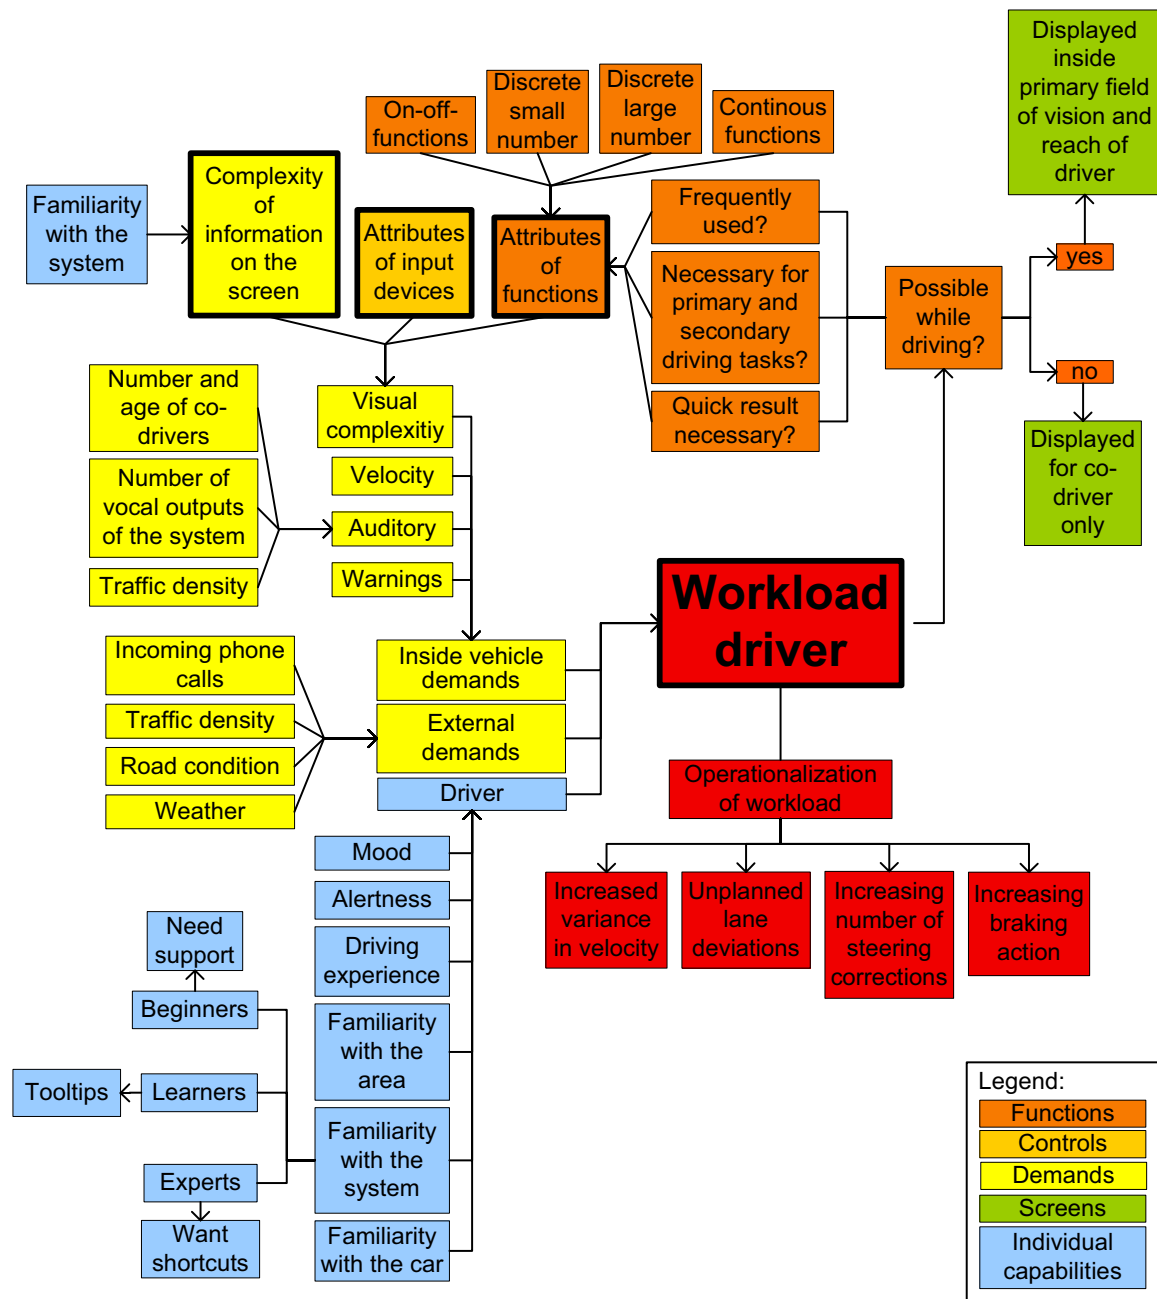 Displayed
inside
primary field
of vision and
reach of
driver
On-off-
functions
Discrete
small
number
Discrete
large
number
Continous
functions
Familiarity
with the
system
Complexity
of
information
on the
screen
Attributes
of input
devices
Attributes
of
functions
Frequently
used?
Necessary for
primary and
secondary
driving tasks?
Quick result
necessary?
Possible
while
driving?
yes
no
Displayed
for co-
driver
only
Number and
age of co-
drivers
Number of
vocal outputs
of the system
Traffic density
Visual
complexitiy
Velocity
Auditory
Warnings
Workload
driver
Incoming phone
calls
Traffic density
Road condition
Weather
Inside vehicle
demands
External
demands
Driver
Operationalization
of workload
Increased
variance
in velocity
Unplanned
lane
deviations
Increasing
number of
steering
corrections
Increasing
braking
action
Mood
Alertness
Driving
experience
Familiarity
with the
area
Familiarity
with the
system
Familiarity
with the car
Need
support
Beginners
Tooltips
Learners
Experts
Want
shortcuts
Legend:
Functions
Controls
Demands
Screens
Individual
capabilities